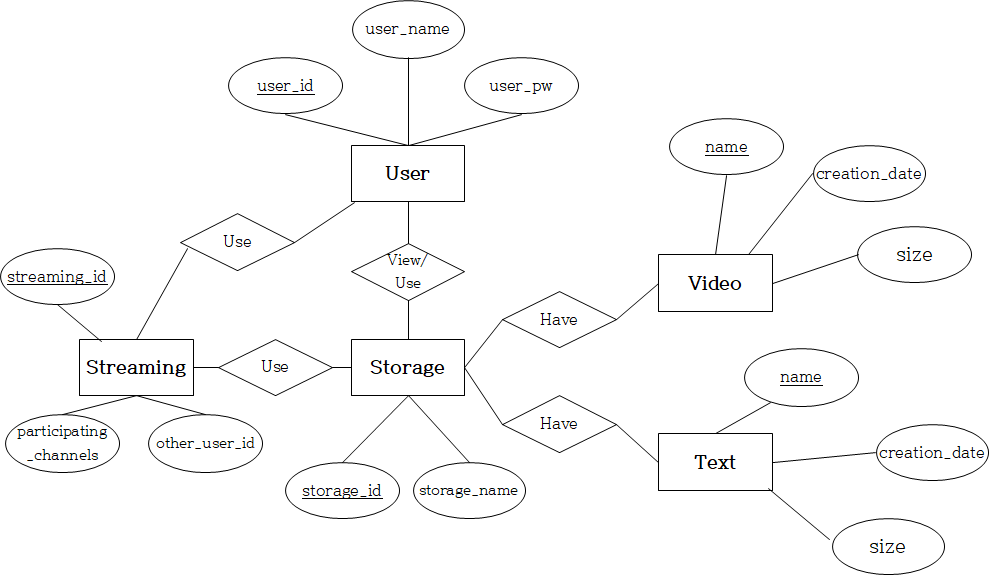 user_name
user_id
user_pw
name
creation_date
User
Use
View/
Use
size
streaming_id
Video
Have
Streaming
Use
Storage
name
participating
_channels
other_user_id
Have
creation_date
Text
storage_id
storage_name
size